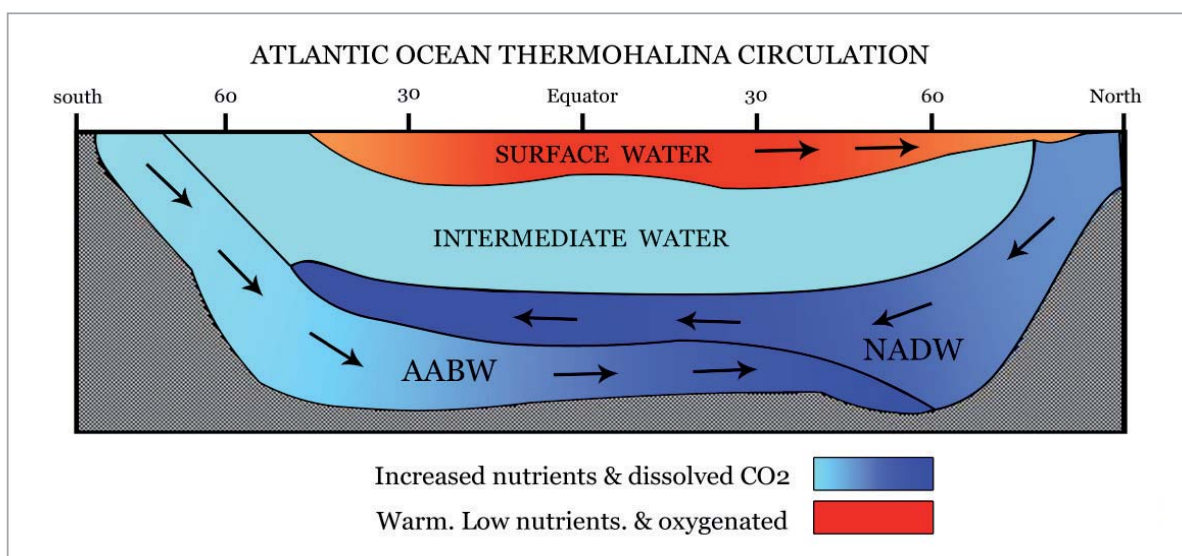 ATLANTIC OCEAN THERMOHALINA CIRCULATION
south 60 30 Equator 30 60 North
SURFACE WATER
INTERMEDIATE WATER
NADW
AABW
Increased nutrients & dissolved CO2
Warm. Low nutrients. & oxygenated